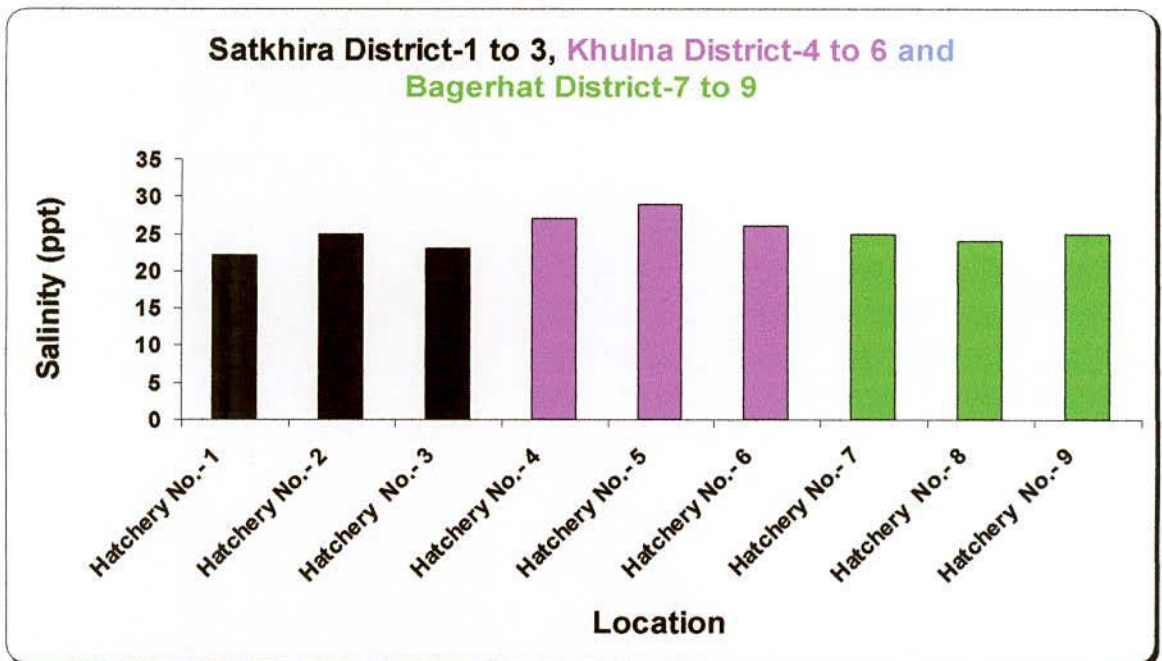 Satkhira District-1 to 3, Khulna District-4 to 6 and
Bagerhat District-7 to 9
Salinity (ppt)
35
30
25
20
15
10
5
0
Hatchery No.- 1
Hatchery No.- 2
Hatchery No.- 3
Hatchery No.- 4
Hatchery No.- 5
Hatchery No.- 6
Hatchery No.- 7
Hatchery No.- 8
Hatchery No.- 9
Location